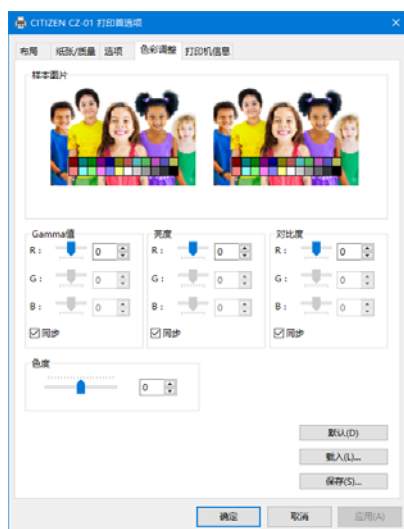 CITIZEN CZ-01 打印首选项
布局 纸张/质量 选项 色彩调整 打印机信息
样本图片
Gamma值 亮度 对比度
R： 0 R： 0 R： 0
G： 0 G： 0 G： 0
B： 0 B： 0 B： 0
同步 同步 同步
色度
0
默认(D)
载入(L)...
保存(S)...
确定 取消 应用(A)